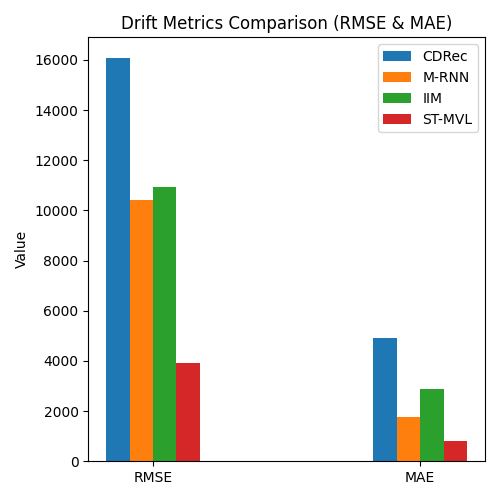 Drift Metrics Comparison (RMSE & MAE)
CDRec
M-RNN
IIM
ST-MVL
Value
16000
14000
12000
10000
8000
6000
4000
2000
0
RMSE
MAE